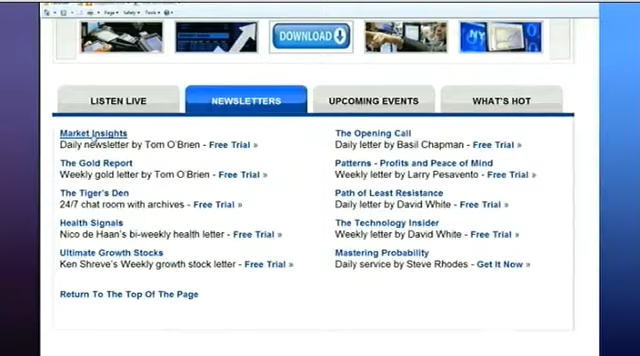 Page Safety Tools
DOWNLOAD
LISTEN LIVE
NEWSLETTERS
UPCOMING EVENTS
WHAT'S HOT
Market Insights
Daily newsletter by Tom O'Brien - Free Trial »
The Gold Report
Weekly gold letter by Tom O'Brien - Free Trial »
The Tiger's Den
24/7 chat room with archives - Free Trial »
Health Signals
Nico de Haan's bi-weekly health letter - Free Trial »
Ultimate Growth Stocks
Ken Shreve's Weekly growth stock letter - Free Trial »
Return To The Top Of The Page
The Opening Call
Daily letter by Basil Chapman - Free Trial »
Patterns - Profits and Peace of Mind
Weekly letter by Larry Pesavento - Free Trial »
Path of Least Resistance
Daily letter by David White - Free Trial »
The Technology Insider
Weekly letter by David White - Free Trial »
Mastering Probability
Daily service by Steve Rhodes - Get It Now »